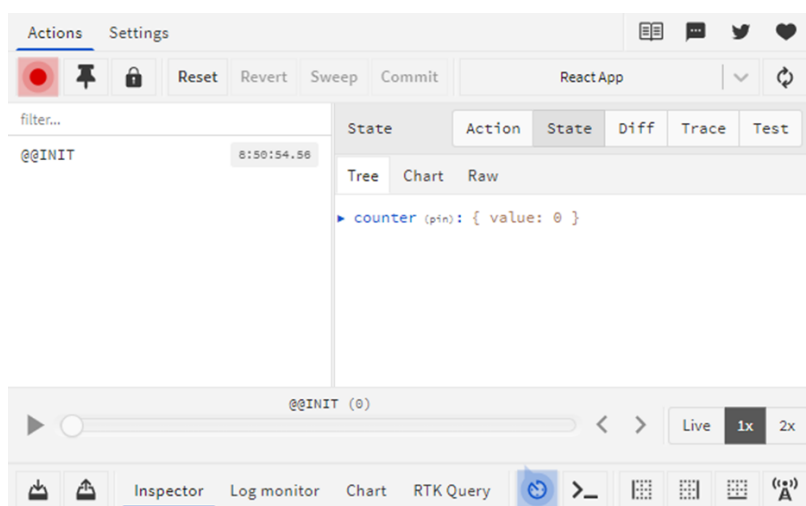 Actions Settings
Reset Revert Sweep Commit React App
filter...
State Action State Diff Trace Test
@@INIT 8:50:54.56
Tree Chart Raw
▶ counter (pin): { value: 0 }
@@INIT (0)
Live 1x 2x
Inspector Log monitor Chart RTK Query